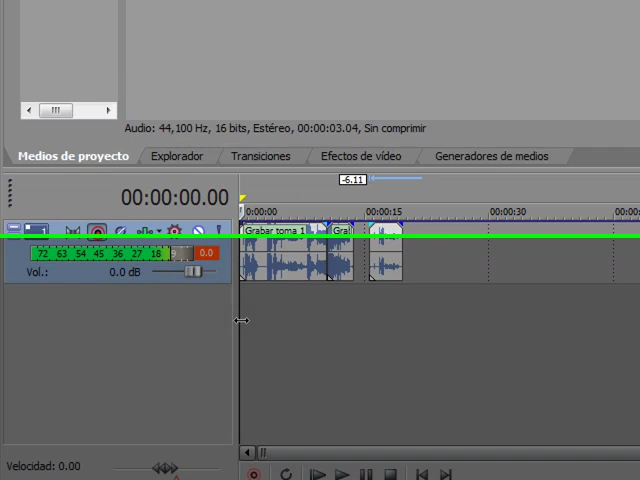 Audio: 44,100 Hz, 16 bits, Estéreo, 00:00:03.04, Sin comprimir
Medios de proyecto Explorador Transiciones Efectos de vídeo Generadores de medios
-6.11
00:00:00.00
0:00:00 00:00:15 00:00:30 00:00:
1 Grabar toma 1 Gral
72 63 54 45 36 27 18 9 0.0
Vol.: 0.0 dB
Velocidad: 0.00